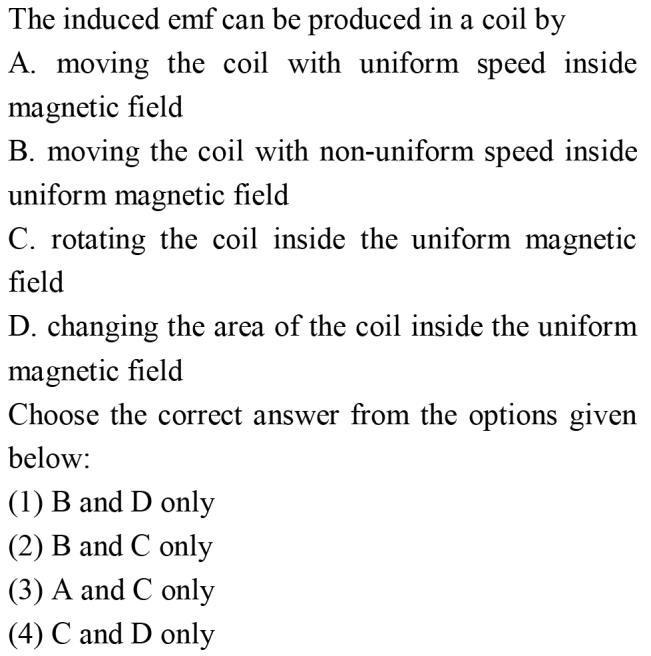 The induced emf can be produced in a coil by
A. moving the coil with uniform speed inside
magnetic field
B. moving the coil with non-uniform speed inside
uniform magnetic field
C. rotating the coil inside the uniform magnetic
field
D. changing the area of the coil inside the uniform
magnetic field
Choose the correct answer from the options given
below:
(1) B and D only
(2) B and C only
(3) A and C only
(4) C and D only